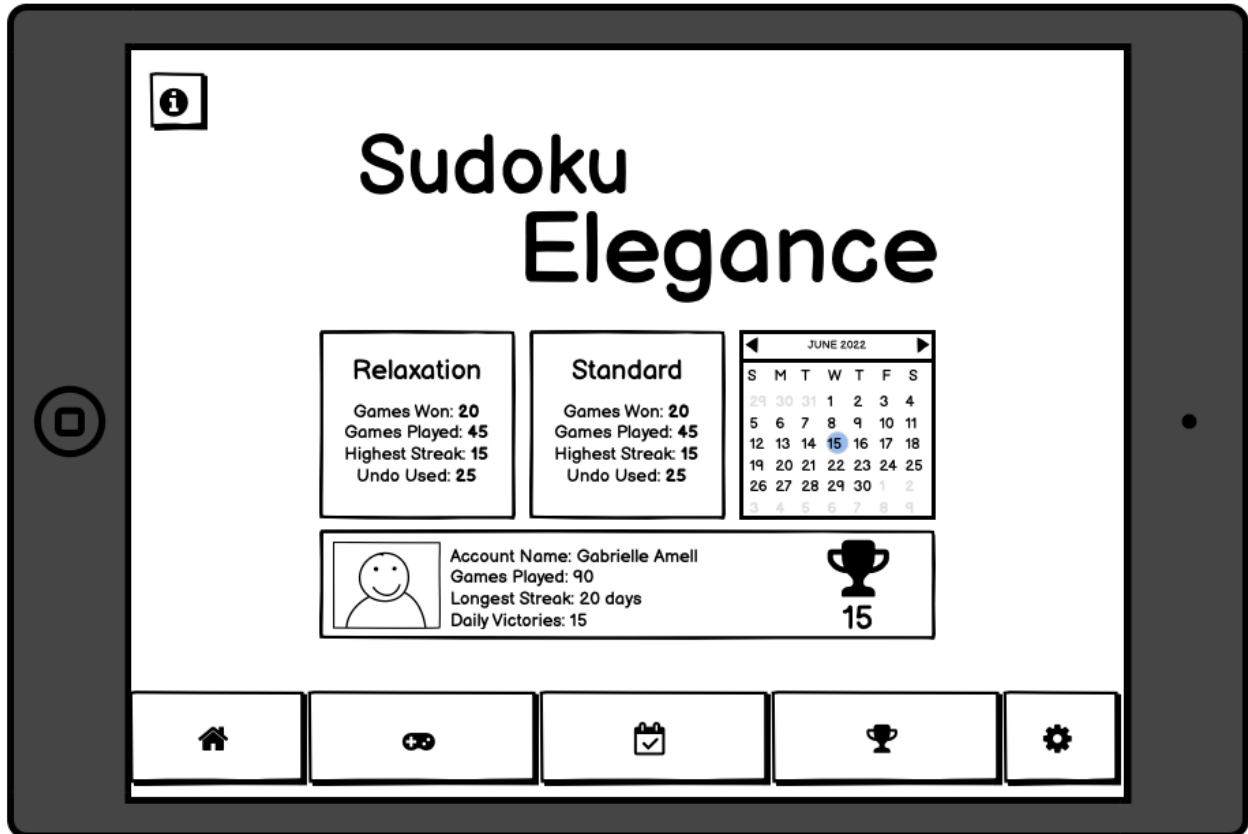 Sudoku
Elegance
Relaxation
Games Won: 20
Games Played: 45
Highest Streak: 15
Undo Used: 25
Standard
Games Won: 20
Games Played: 45
Highest Streak: 15
Undo Used: 25
JUNE 2022
S M T W T F S
29 30 31 1 2 3 4
5 6 7 8 9 10 11
12 13 14 15 16 17 18
19 20 21 22 23 24 25
26 27 28 29 30 1 2
3 4 5 6 7 8 9
Account Name: Gabrielle Amell
Games Played: 90
Longest Streak: 20 days
Daily Victories: 15
15